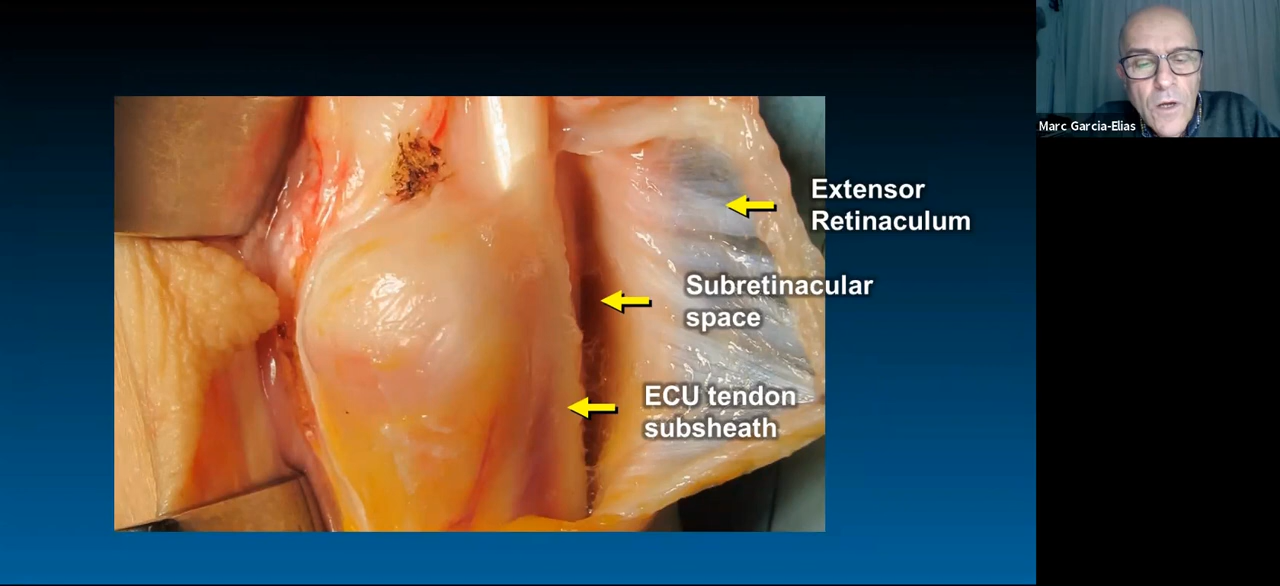 Marc Garcia-Elias
Extensor
Retinaculum
Subretinacular
space
ECU tendon
subsheath